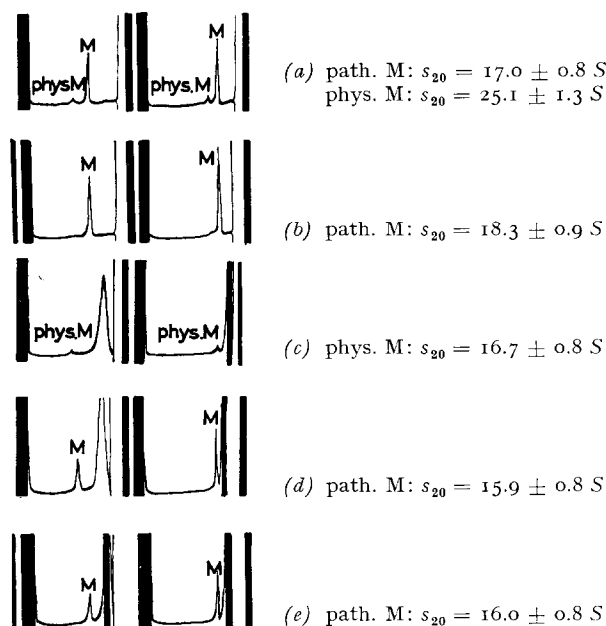 M M
phys.M phys.M
(a) path. M: s₂₀ = 17.0 ± 0.8 S
phys. M: s₂₀ = 25.1 ± 1.3 S
M M
(b) path. M: s₂₀ = 18.3 ± 0.9 S
phys.M phys.M
(c) phys. M: s₂₀ = 16.7 ± 0.8 S
M M
(d) path. M: s₂₀ = 15.9 ± 0.8 S
M M
(e) path. M: s₂₀ = 16.0 ± 0.8 S